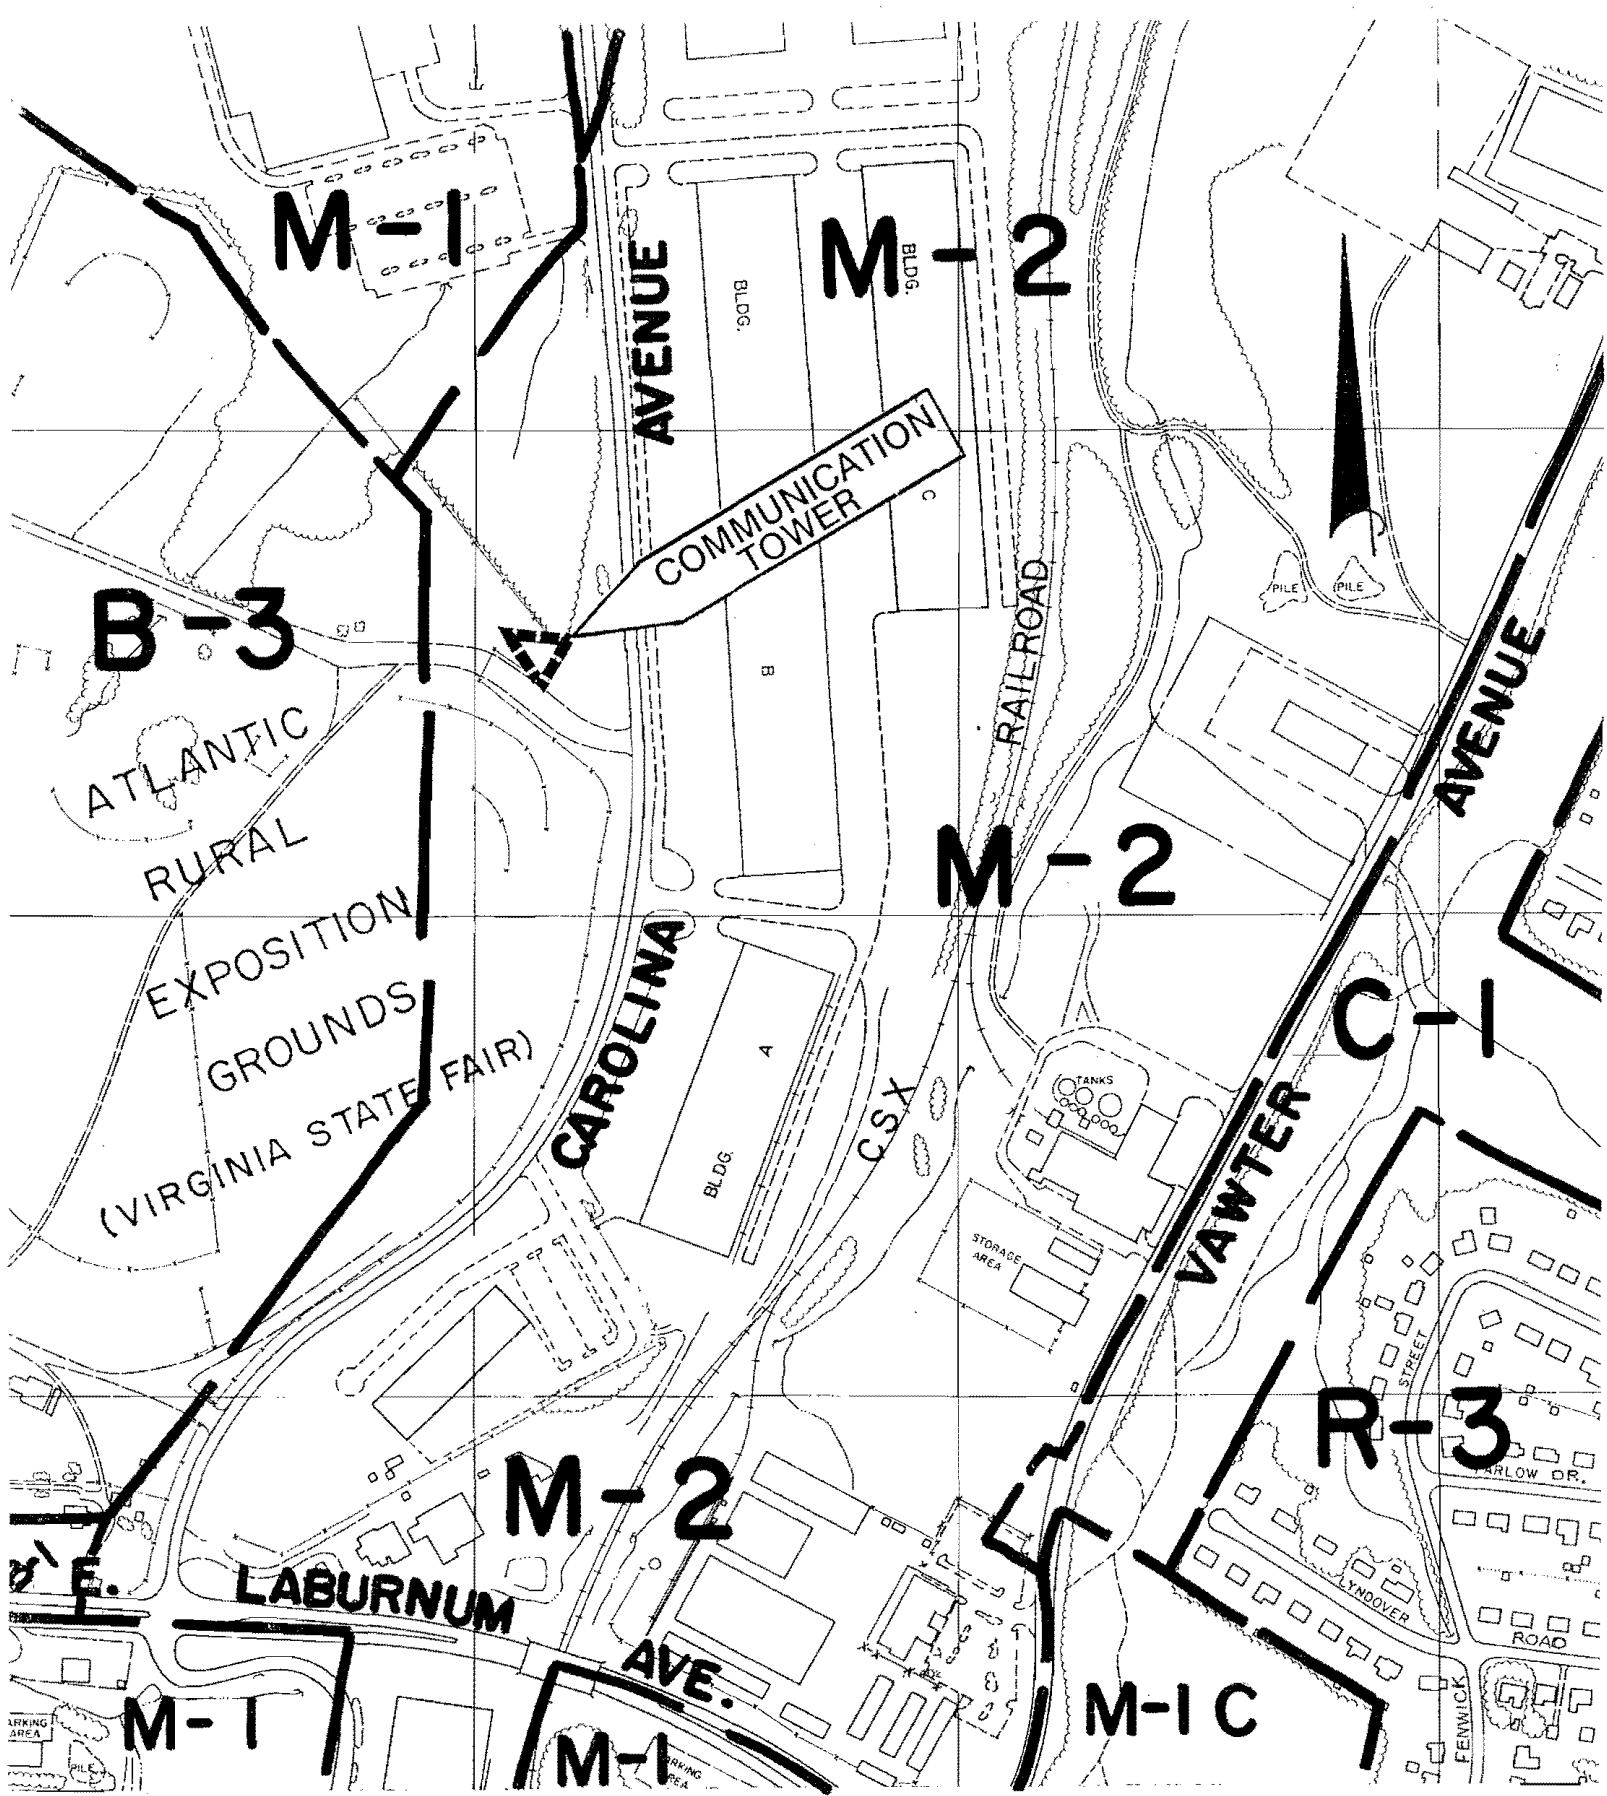 M-1
M-2
BLDG.
BLDG.
AVENUE
COMMUNICATION
TOWER
C
RAILROAD
PILE
PILE
B-3
B
AVENUE
ATLANTIC
RURAL
EXPOSITION
GROUNDS
(VIRGINIA STATE FAIR)
M-2
CAROLINA
C-1
A
BLDG.
CSX
TANKS
VAWTER
STORAGE
AREA
STREET
R-3
M-2
E.
LABURNUM
AVE.
LYNDOVER
ROAD
FENWICK
M-1
M-1
M-1C
PILE